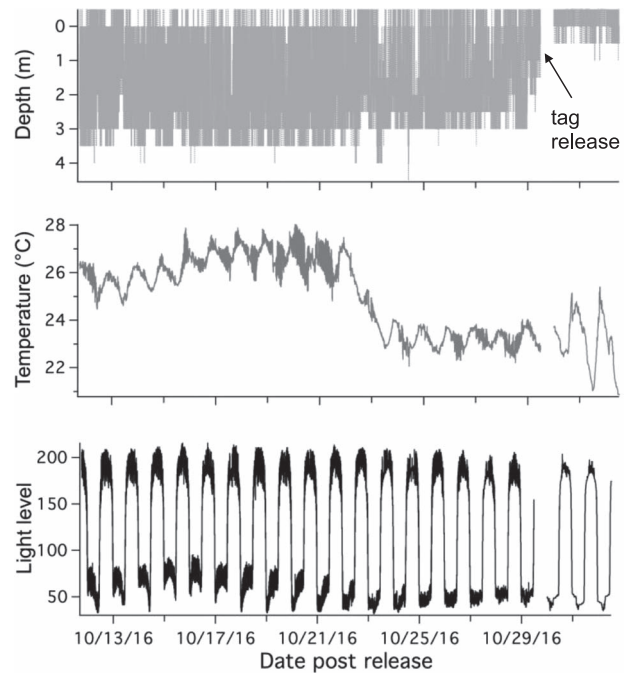 0
1
2
3
4
Depth (m)
tag
release
28
26
24
22
Temperature (°C)
200
150
100
50
Light level
10/13/16 10/17/16 10/21/16 10/25/16 10/29/16
Date post release